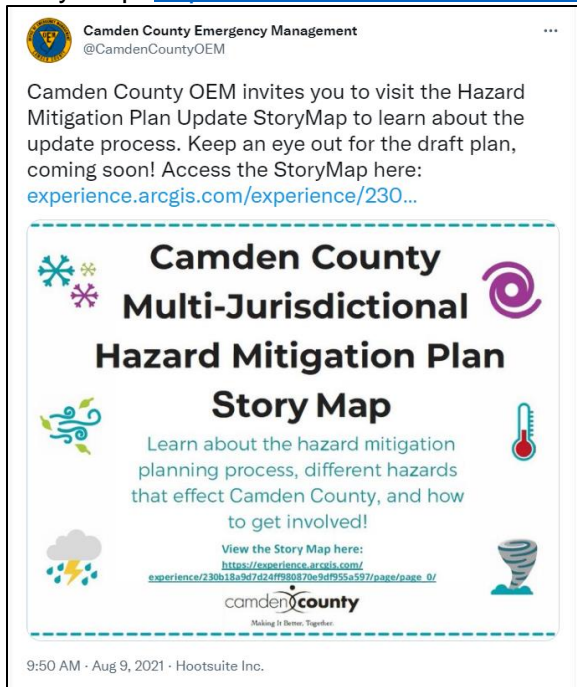 Camden County Emergency Management
@CamdenCountyOEM
Camden County OEM invites you to visit the Hazard
Mitigation Plan Update StoryMap to learn about the
update process. Keep an eye out for the draft plan,
coming soon! Access the StoryMap here:
experience.arcgis.com/experience/230...
Camden County
Multi-Jurisdictional
Hazard Mitigation Plan
Story Map
Learn about the hazard mitigation
planning process, different hazards
that effect Camden County, and how
to get involved!
View the Story Map here:
https://experience.arcgis.com/
experience/230b18a9d7d24ff980870e9df955a597/page/page_0/
camden county
Making It Better, Together.
9:50 AM · Aug 9, 2021 · Hootsuite Inc.